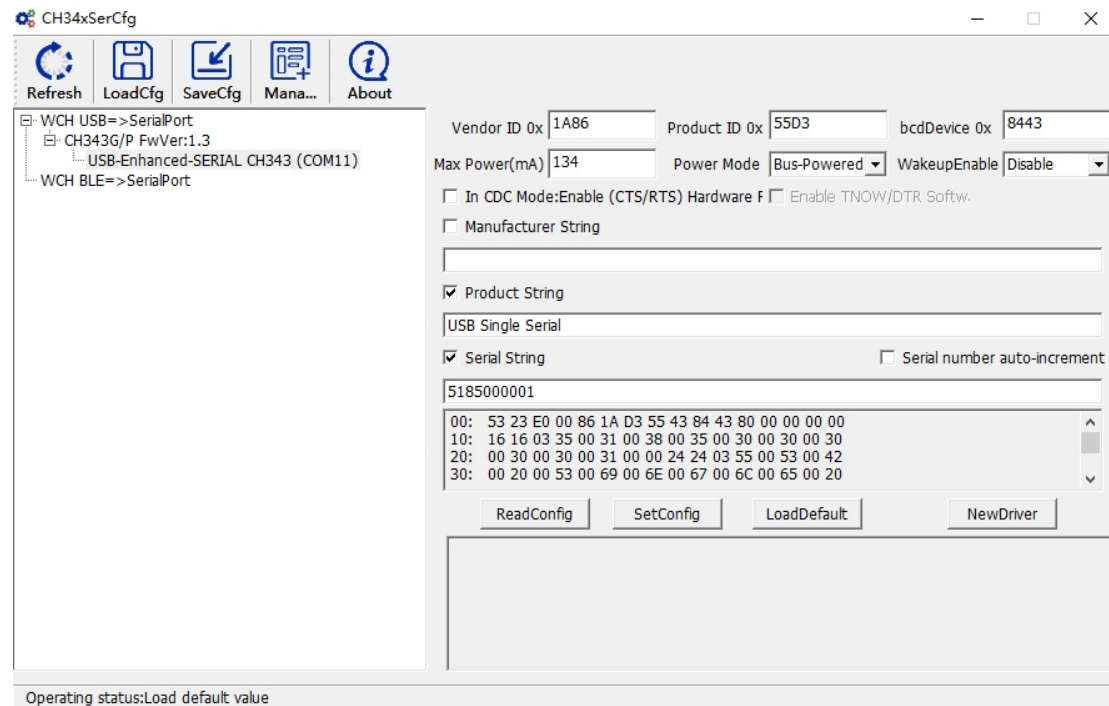 CH34xSerCfg
Refresh LoadCfg SaveCfg Mana... About
WCH USB=>SerialPort
CH343G/P FwVer:1.3
USB-Enhanced-SERIAL CH343 (COM11)
WCH BLE=>SerialPort
Vendor ID 0x 1A86 Product ID 0x 55D3 bcdDevice 0x 8443
Max Power(mA) 134 Power Mode Bus-Powered WakeupEnable Disable
In CDC Mode:Enable (CTS/RTS) Hardware F Enable TNOW/DTR Softw
Manufacturer String
Product String
USB Single Serial
Serial String Serial number auto-increment
5185000001
00: 53 23 E0 00 86 1A D3 55 43 84 43 80 00 00 00 00
10: 16 16 03 35 00 31 00 38 00 35 00 30 00 30 00 30
20: 00 30 00 30 00 31 00 00 24 24 03 55 00 53 00 42
30: 00 20 00 53 00 69 00 6E 00 67 00 6C 00 65 00 20
ReadConfig SetConfig LoadDefault NewDriver
Operating status:Load default value